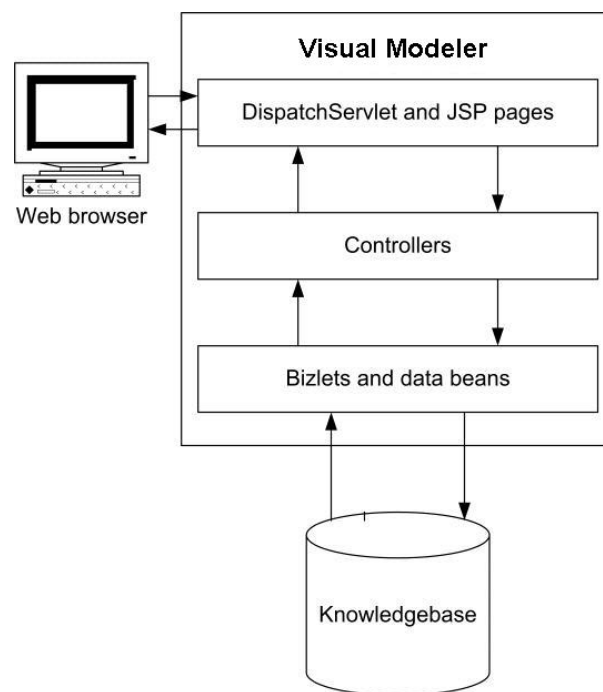 Visual Modeler
DispatchServlet and JSP pages
Web browser
Controllers
Bizlets and data beans
Knowledgebase